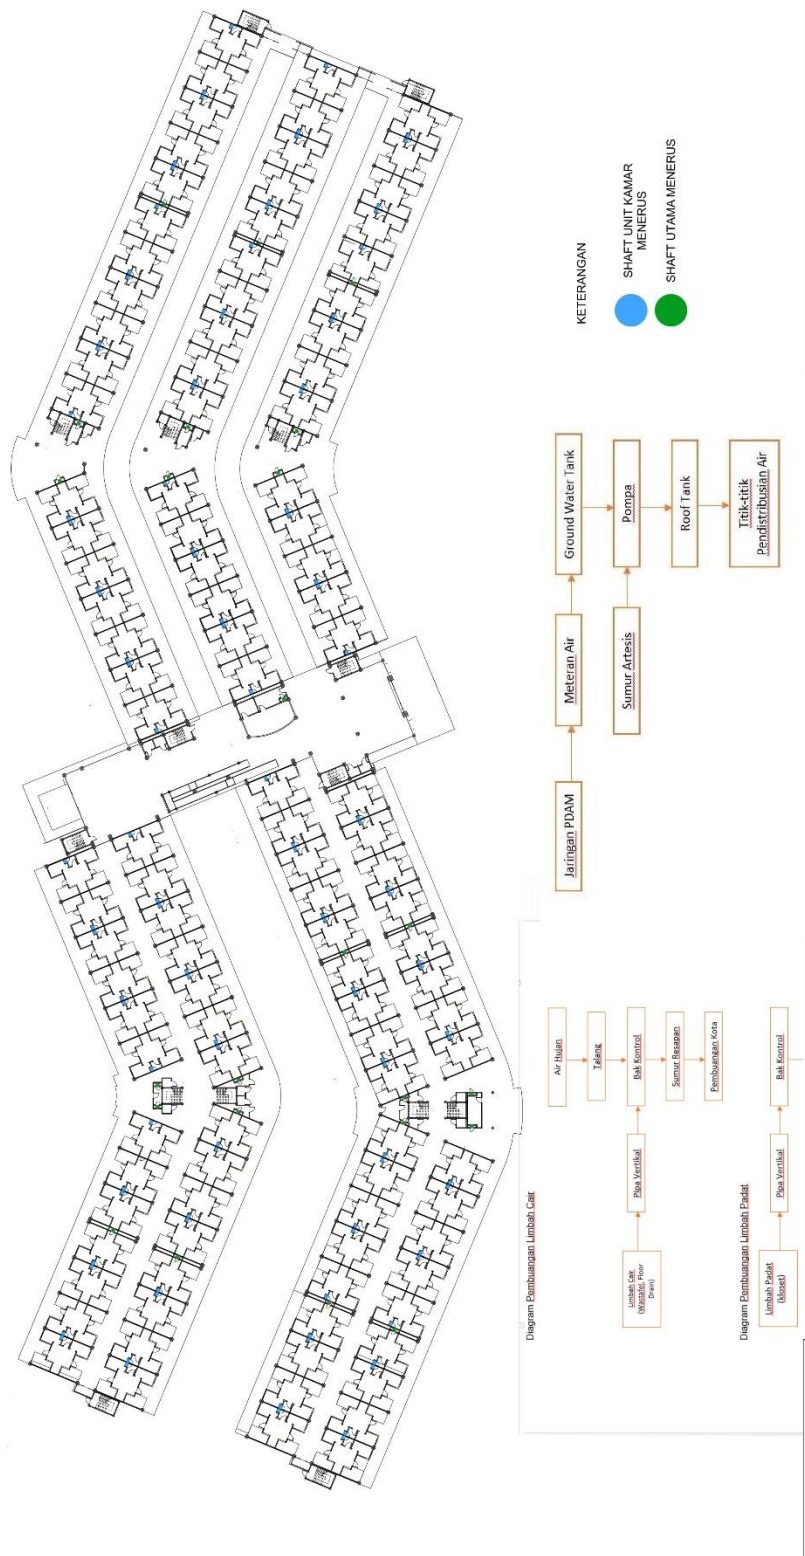 KETERANGAN
SHAFT UNIT KAMAR
MENERUS
SHAFT UTAMA MENERUS
Jaringan PDAM
Meteran Air
Ground Water Tank
Sumur Artesis
Pompa
Roof Tank
Titik-titik
Pendistribusian Air
Diagram Pembuangan Limbah Cair
Air Hujan
Talang
Limbah Cair
(Wastafel, Floor
Drain)
Pipa Vertikal
Bak Kontrol
Sumur Resapan
Pembuangan Kota
Diagram Pembuangan Limbah Padat
Limbah Padat
(kloset)
Pipa Vertikal
Bak Kontrol